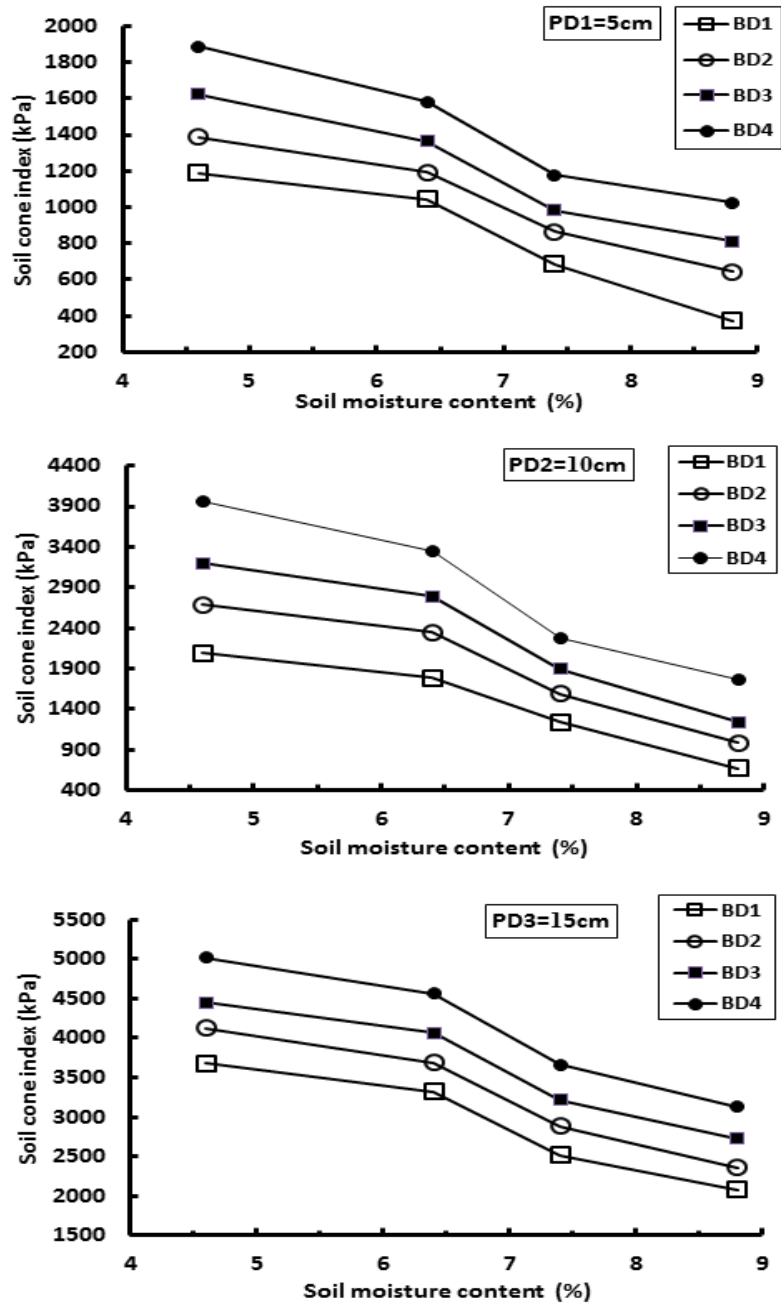 PD1=5cm
BD1
BD2
BD3
BD4
Soil cone index (kPa)
2000
1800
1600
1400
1200
1000
800
600
400
200
4 5 6 7 8 9
Soil moisture content (%)
PD2=10cm
BD1
BD2
BD3
BD4
Soil cone index (kPa)
4400
3900
3400
2900
2400
1900
1400
900
400
4 5 6 7 8 9
Soil moisture content (%)
PD3=15cm
BD1
BD2
BD3
BD4
Soil cone index (kPa)
5500
5000
4500
4000
3500
3000
2500
2000
1500
4 5 6 7 8 9
Soil moisture content (%)